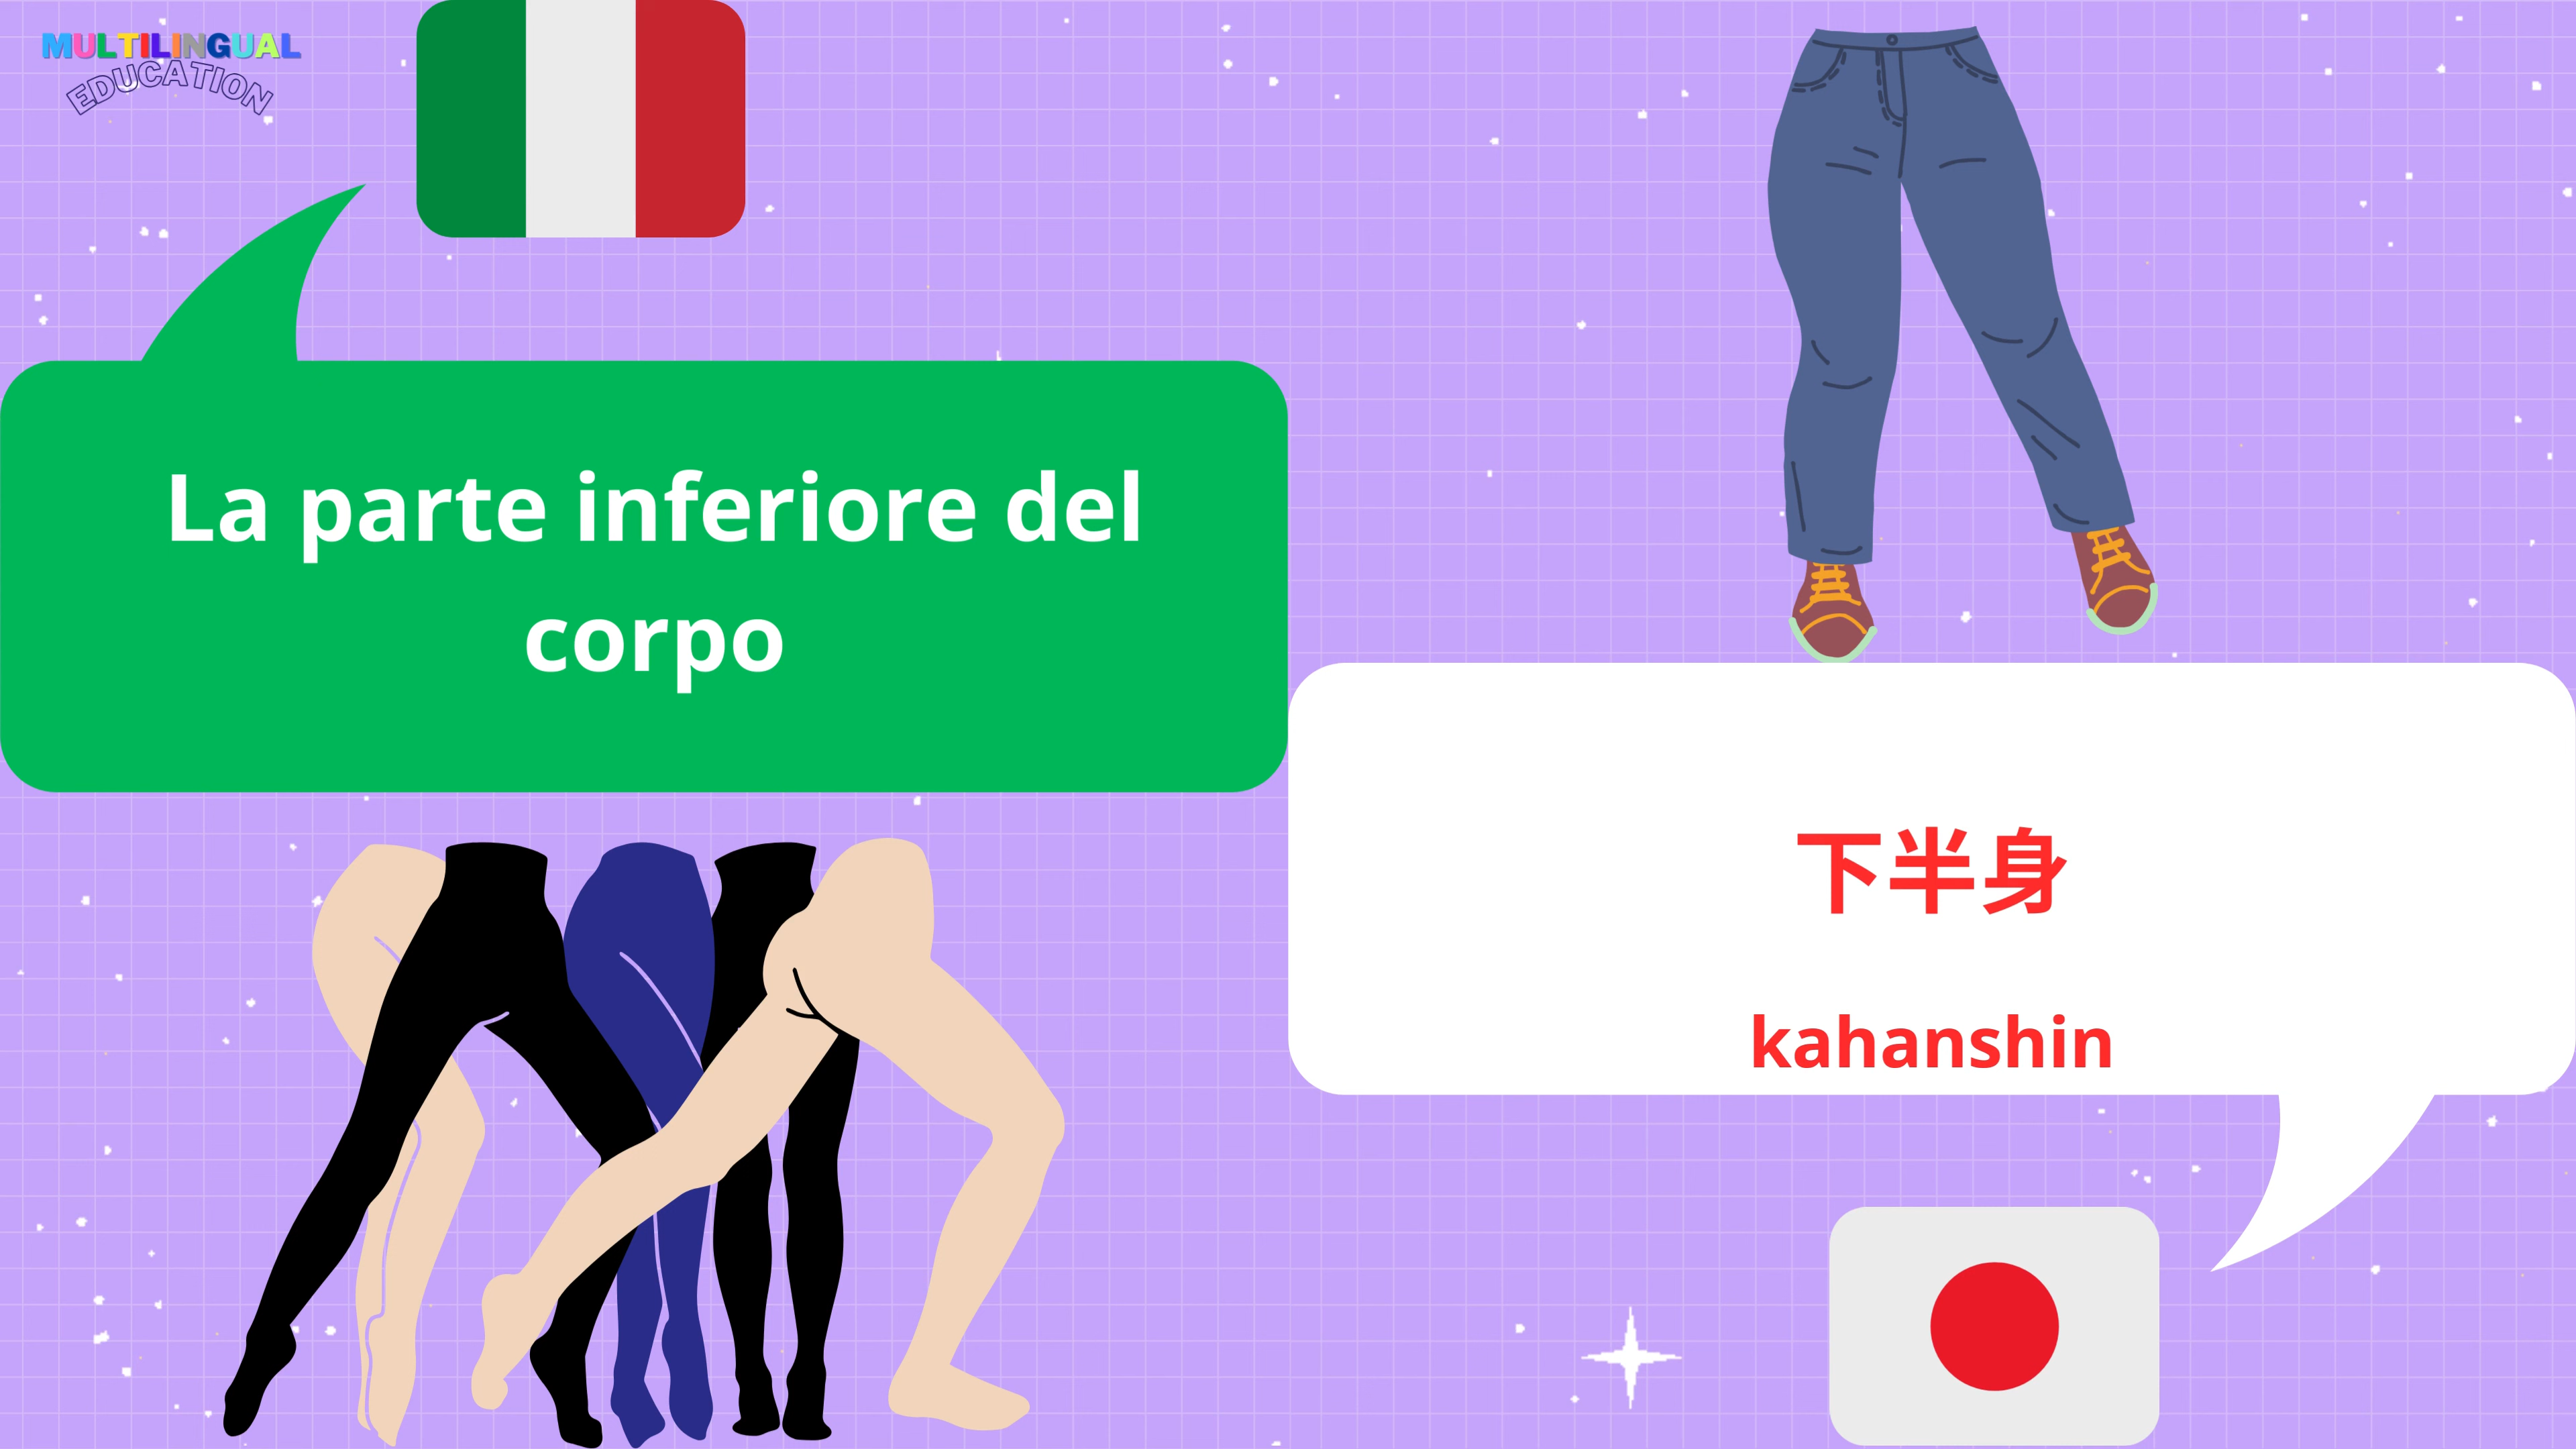 MULTILINGUAL
EDUCATION
La parte inferiore del
corpo
下半身
kahanshin